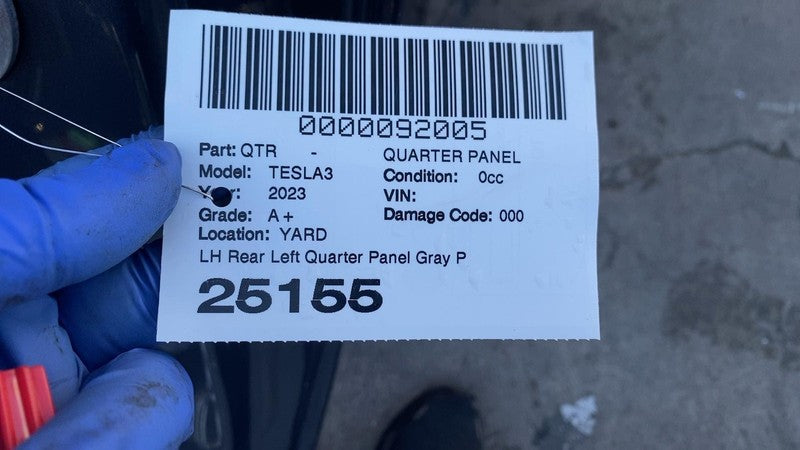 0000092005
Part: QTR - QUARTER PANEL
Model: TESLA3 Condition: 0cc
2023 VIN:
Grade: A+ Damage Code: 000
Location: YARD
LH Rear Left Quarter Panel Gray P
25155